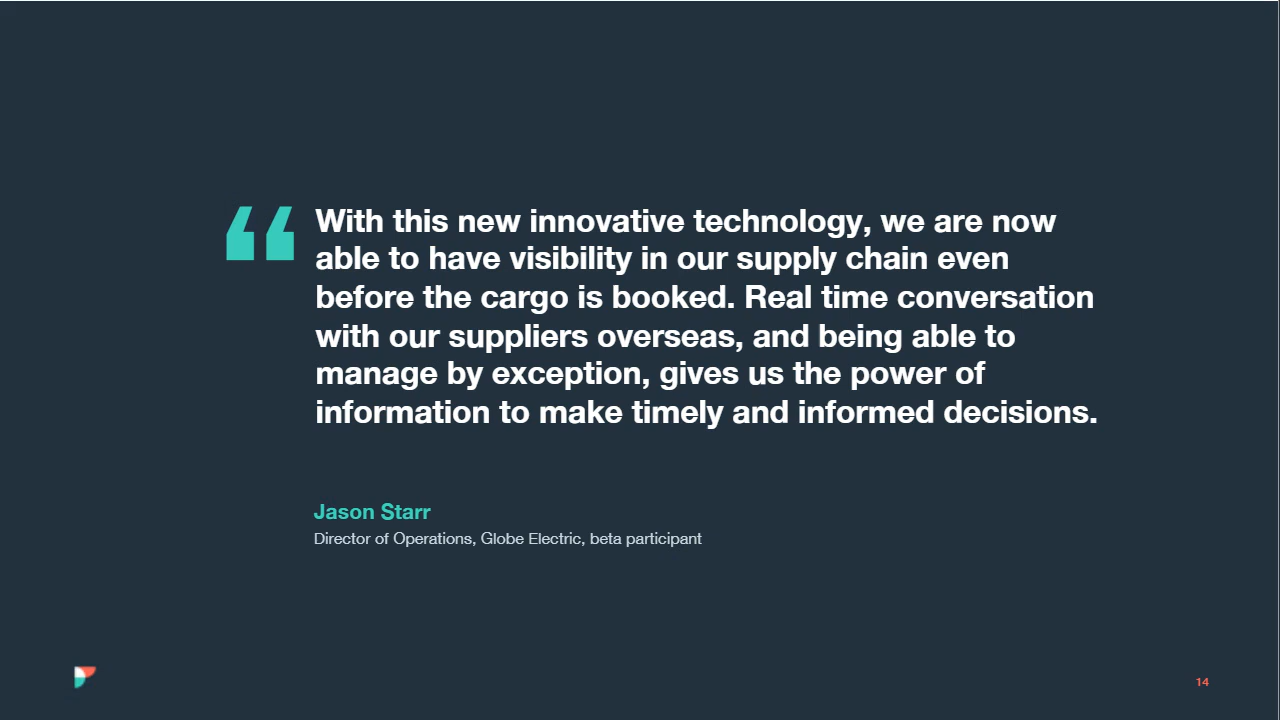 “
With this new innovative technology, we are now
able to have visibility in our supply chain even
before the cargo is booked. Real time conversation
with our suppliers overseas, and being able to
manage by exception, gives us the power of
information to make timely and informed decisions.
Jason Starr
Director of Operations, Globe Electric, beta participant
14